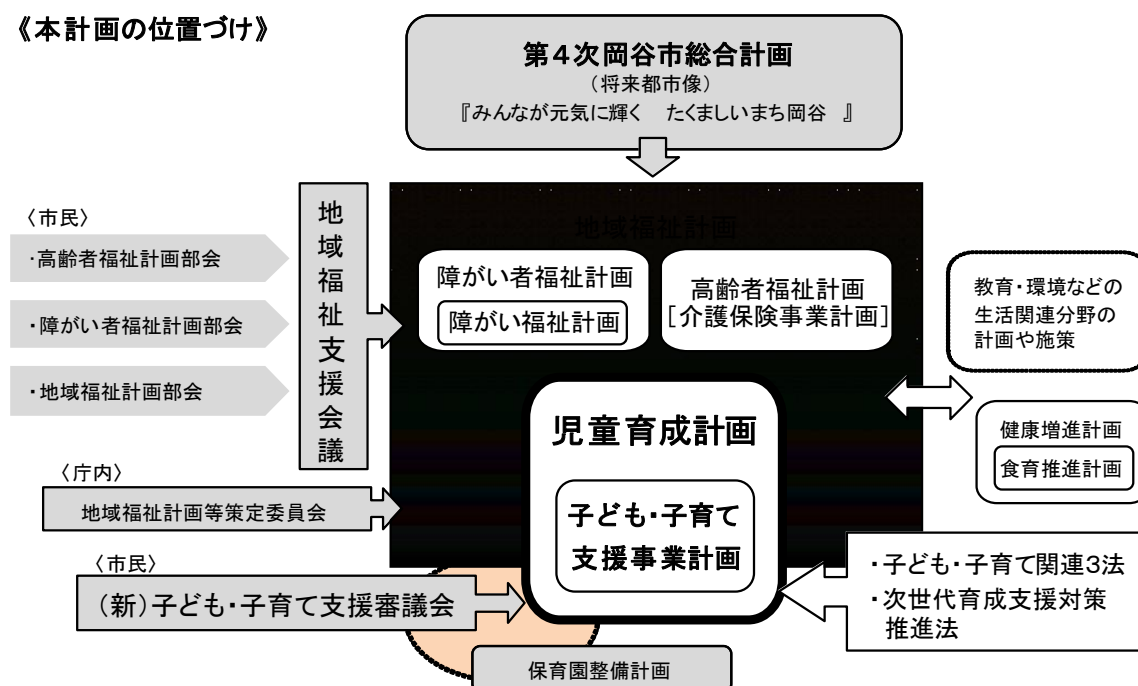 《本計画の位置づけ》
第4次岡谷市総合計画
(将来都市像)
『みんなが元気に輝く　たくましいまち岡谷　』
〈市民〉
・高齢者福祉計画部会
・障がい者福祉計画部会
・地域福祉計画部会
地域福祉支援会議
地域福祉計画
障がい者福祉計画
障がい福祉計画
高齢者福祉計画
[介護保険事業計画]
教育・環境などの
生活関連分野の
計画や施策
健康増進計画
食育推進計画
児童育成計画
子ども・子育て
支援事業計画
〈庁内〉
地域福祉計画等策定委員会
〈市民〉
(新)子ども・子育て支援審議会
・子ども・子育て関連3法
・次世代育成支援対策
推進法
保育園整備計画